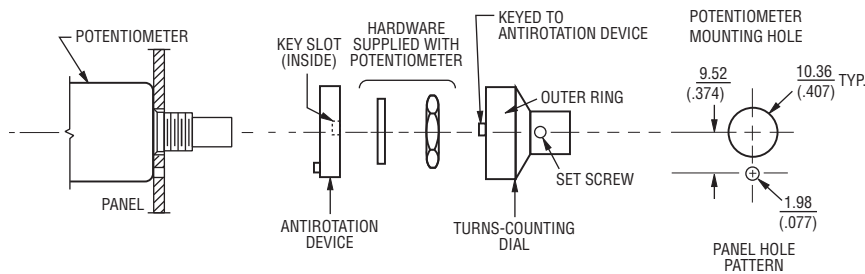 POTENTIOMETER
PANEL
KEY SLOT
(INSIDE)
ANTIROTATION
DEVICE
HARDWARE
SUPPLIED WITH
POTENTIOMETER
KEYED TO
ANTIROTATION DEVICE
OUTER RING
SET SCREW
TURNS-COUNTING
DIAL
POTENTIOMETER
MOUNTING HOLE
9.52
(.374)
10.36 TYP.
(.407)
1.98
(.077)
PANEL HOLE
PATTERN